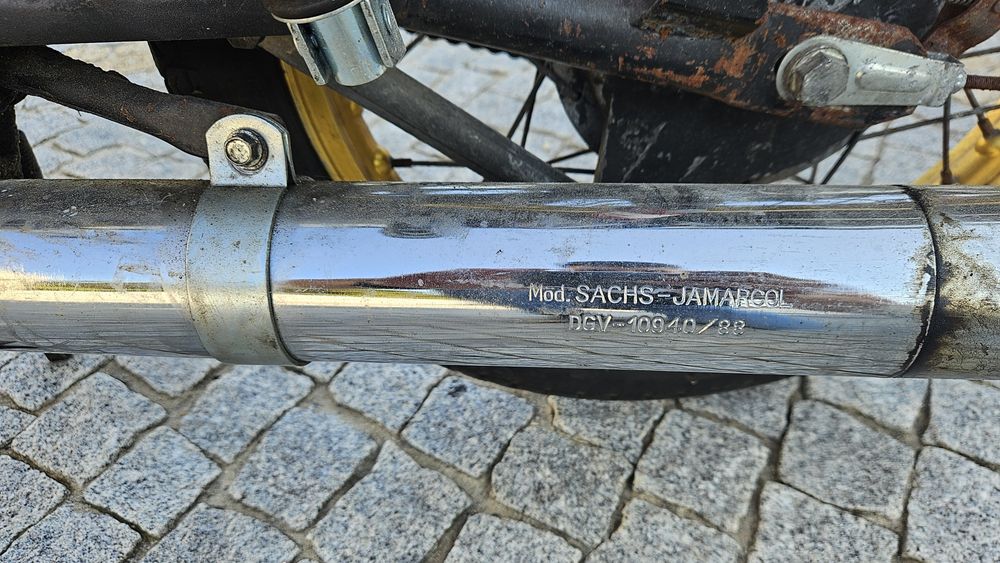 Mod. SACHS-JAMARCOL
DGV-10940/88